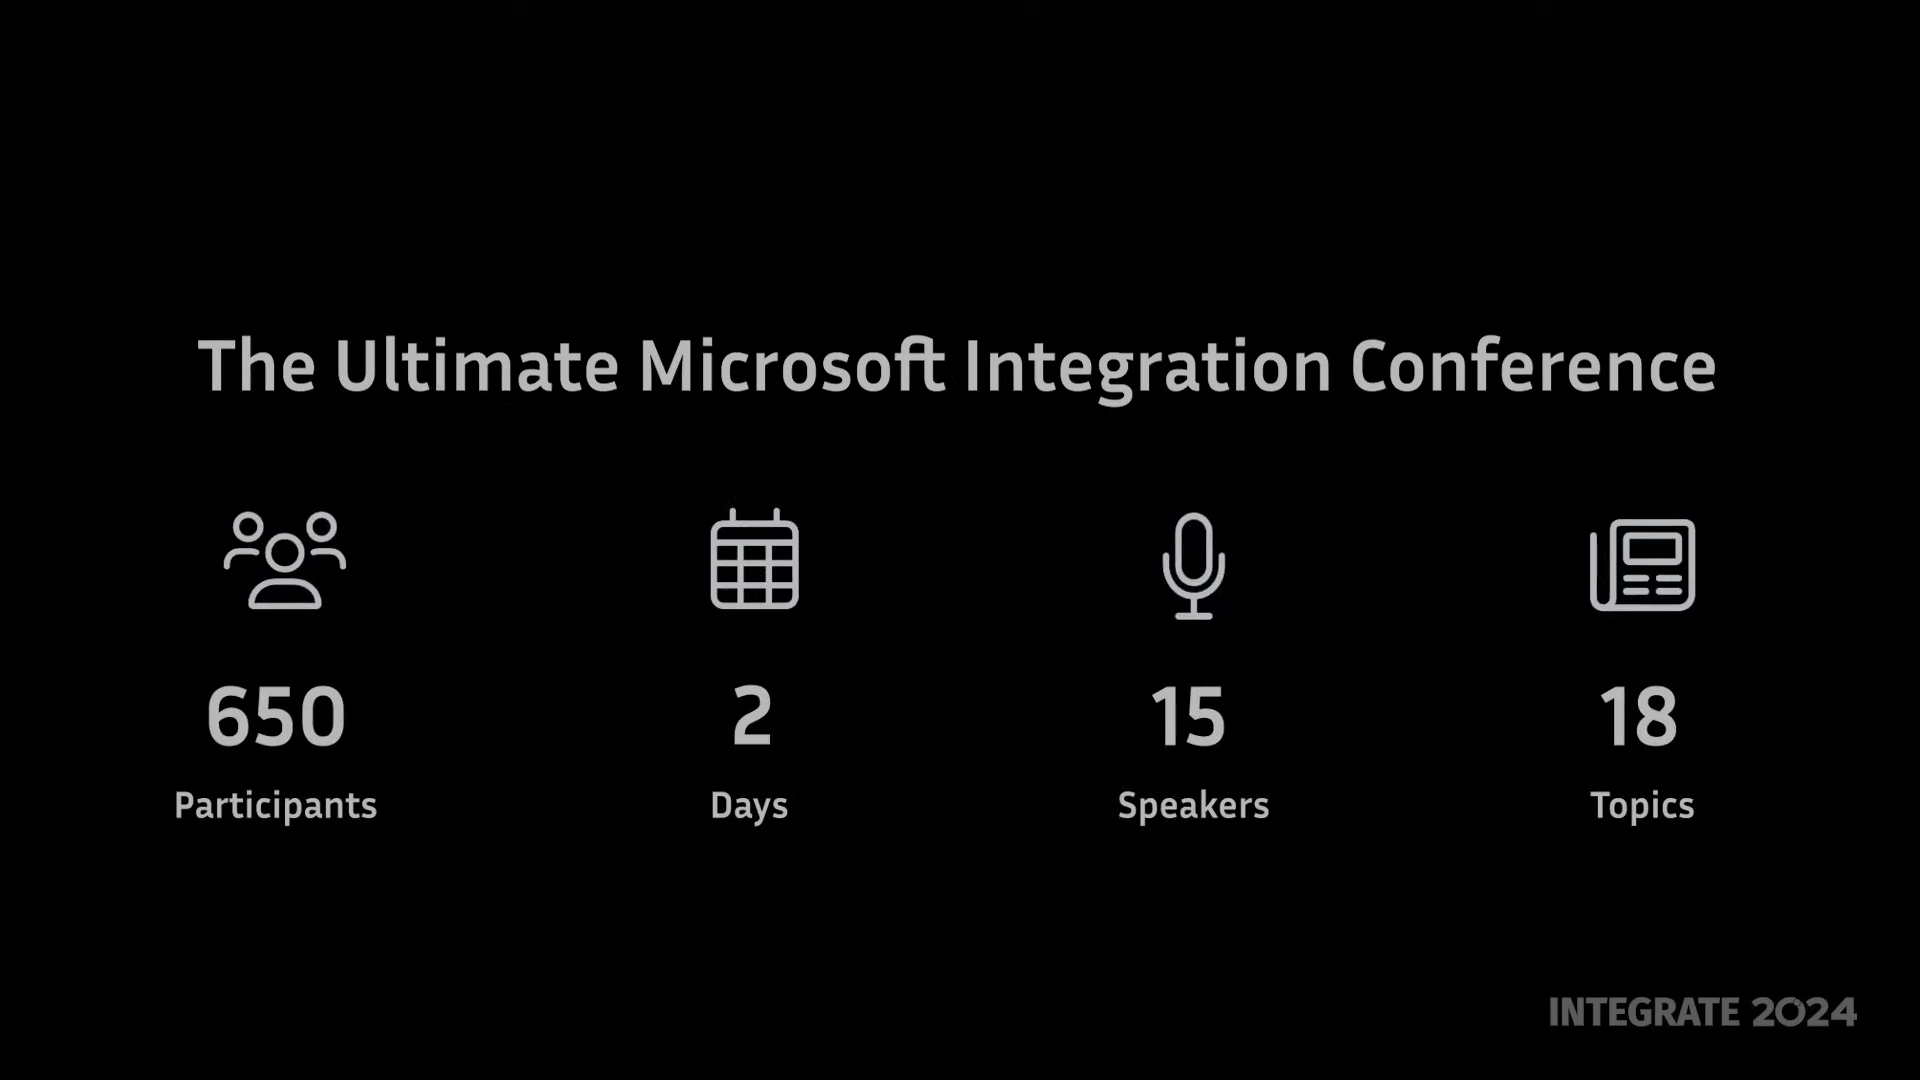 The Ultimate Microsoft Integration Conference
650
2
15
18
Participants
Days
Speakers
Topics
INTEGRATE 2024